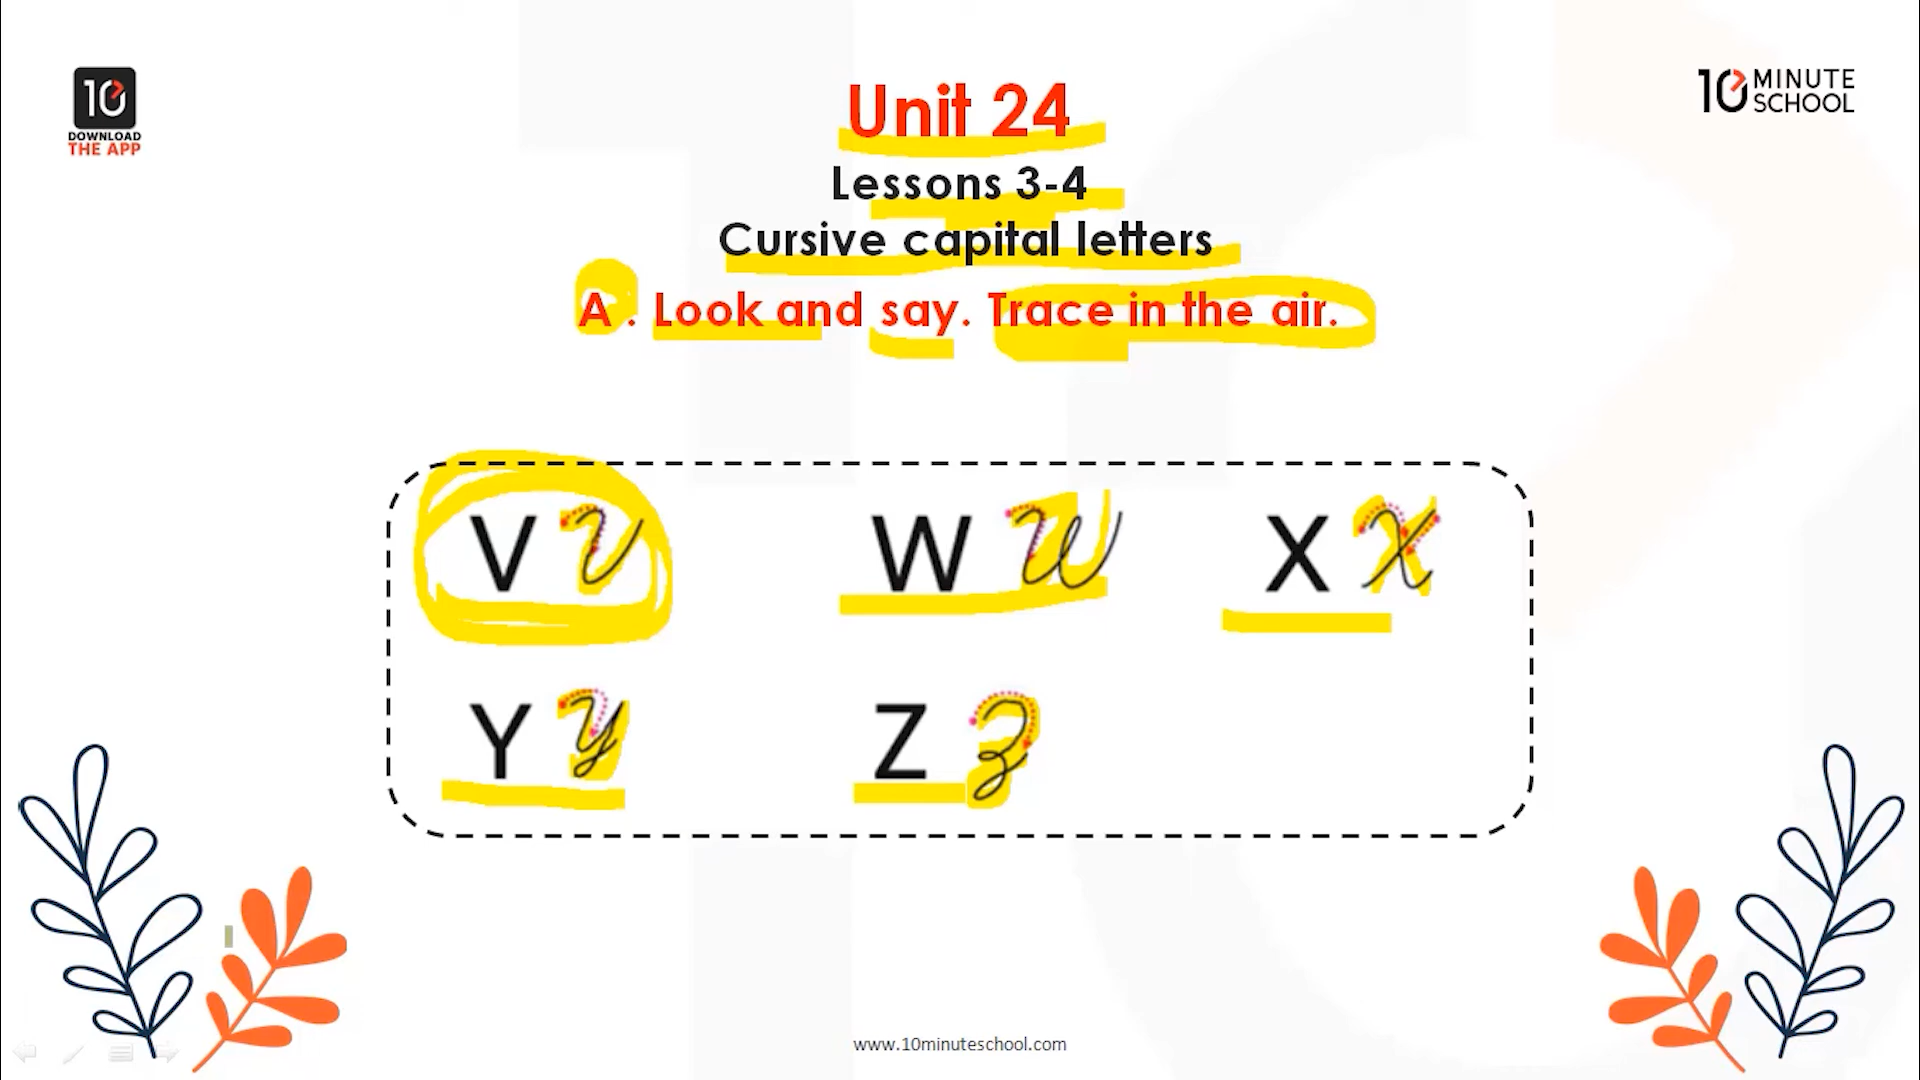 10
DOWNLOAD
THE APP
10 MINUTE
SCHOOL
Unit 24
Lessons 3-4
Cursive capital letters
A . Look and say. Trace in the air.
V V W W X X
Y Y Z Z
www.10minuteschool.com